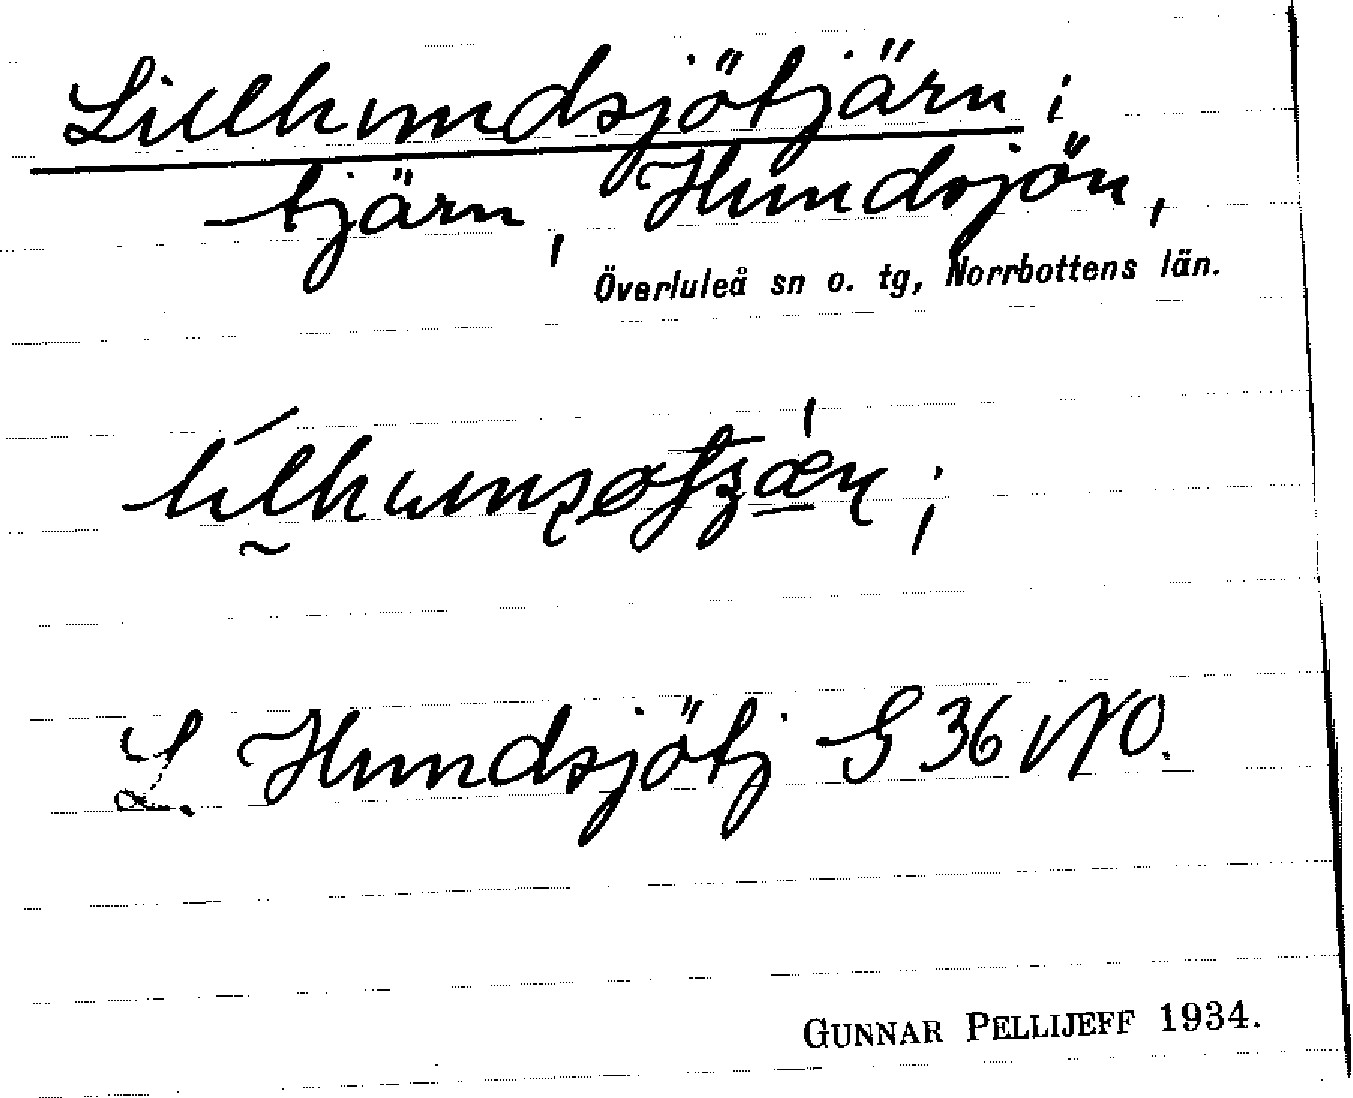 Lillhundsjötjärn;
tjärn, Hundsjön,
Överluleå sn o. tg, Norrbottens län.
L. Hundsjötj G 36 NO.
GUNNAR PELLIJEFF 1934.